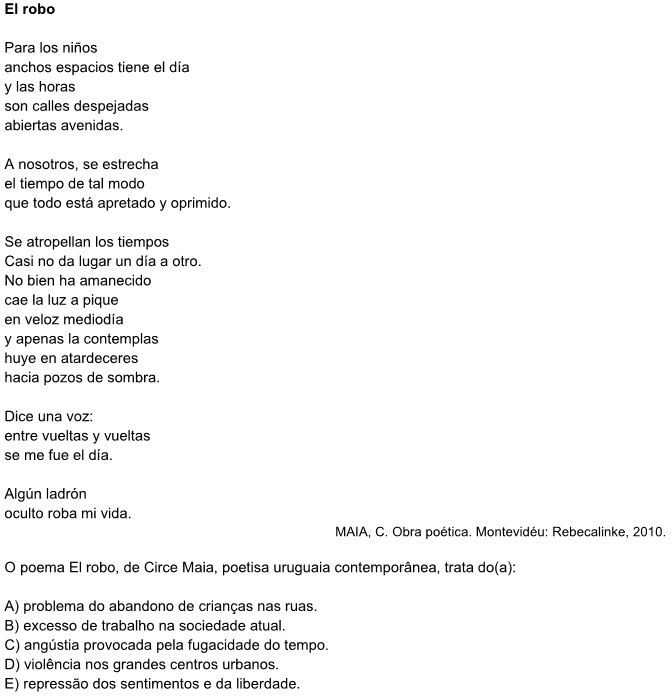 El robo
Para los niños
anchos espacios tiene el día
y las horas
son calles despejadas
abiertas avenidas.
A nosotros, se estrecha
el tiempo de tal modo
que todo está apretado y oprimido.
Se atropellan los tiempos
Casi no da lugar un día a otro.
No bien ha amanecido
cae la luz a pique
en veloz mediodía
y apenas la contemplas
huye en atardeceres
hacia pozos de sombra.
Dice una voz:
entre vueltas y vueltas
se me fue el día.
Algún ladrón
oculto roba mi vida.
MAIA, C. Obra poética. Montevidéu: Rebecalinke, 2010.
O poema El robo, de Circe Maia, poetisa uruguaia contemporânea, trata do(a):
A) problema do abandono de crianças nas ruas.
B) excesso de trabalho na sociedade atual.
C) angústia provocada pela fugacidade do tempo.
D) violência nos grandes centros urbanos.
E) repressão dos sentimentos e da liberdade.